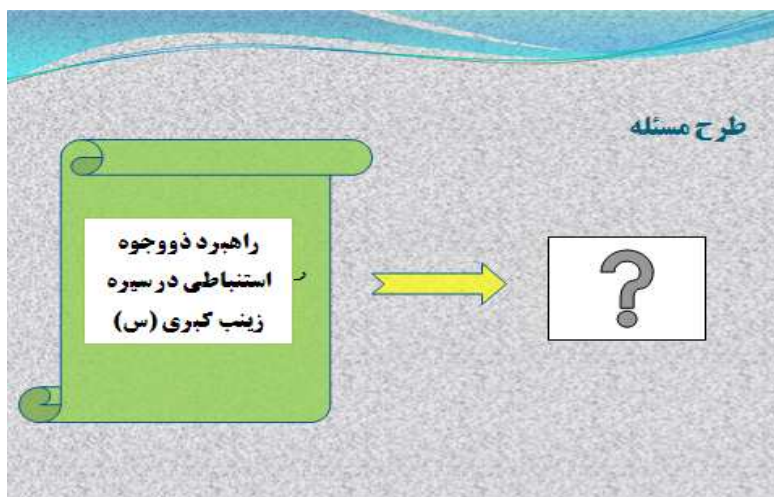 طرح مسئله
راهبرد ذووجوه
استنباطی در سیره
زینب کبری (س)
?